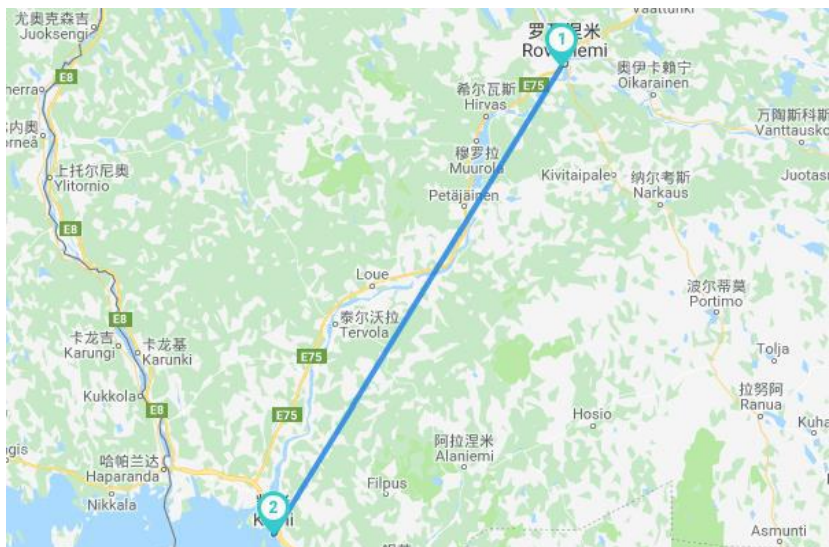 尤奥克森吉
Juoksengi
Vaattunki
1
E8
E75
希尔瓦斯
Hirvas
奥伊卡赖宁
Oikarainen
万陶斯科斯
Vanttausko
穆罗拉
Muurola
上托尔尼奥
Ylitornio
Kivitaipale
纳尔考斯
Narkaus
Juotas
Petäjäinen
E8
Loue
波尔蒂莫
Portimo
泰尔沃拉
Tervola
E8
卡龙吉
Karungi
卡龙基
Karunki
E75
Tolja
Kukkola
E8
E75
拉努阿
Ranua
Hosio
阿拉涅米
Alaniemi
哈帕兰达
Haparanda
Nikkala
Filpus
2
Asmunti